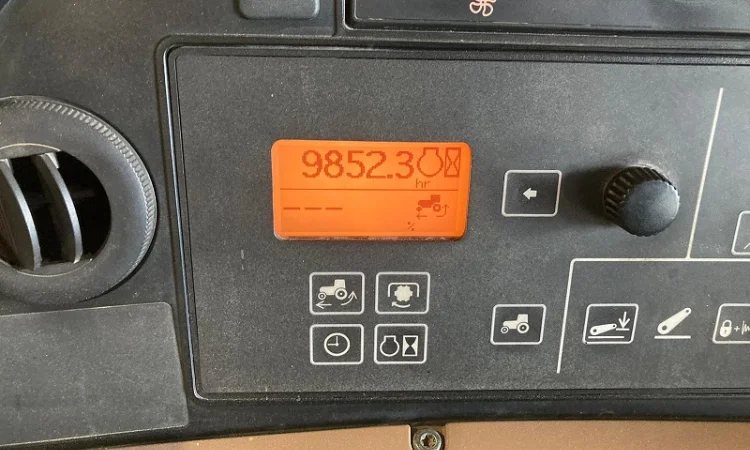 9852.3
hr
---
%